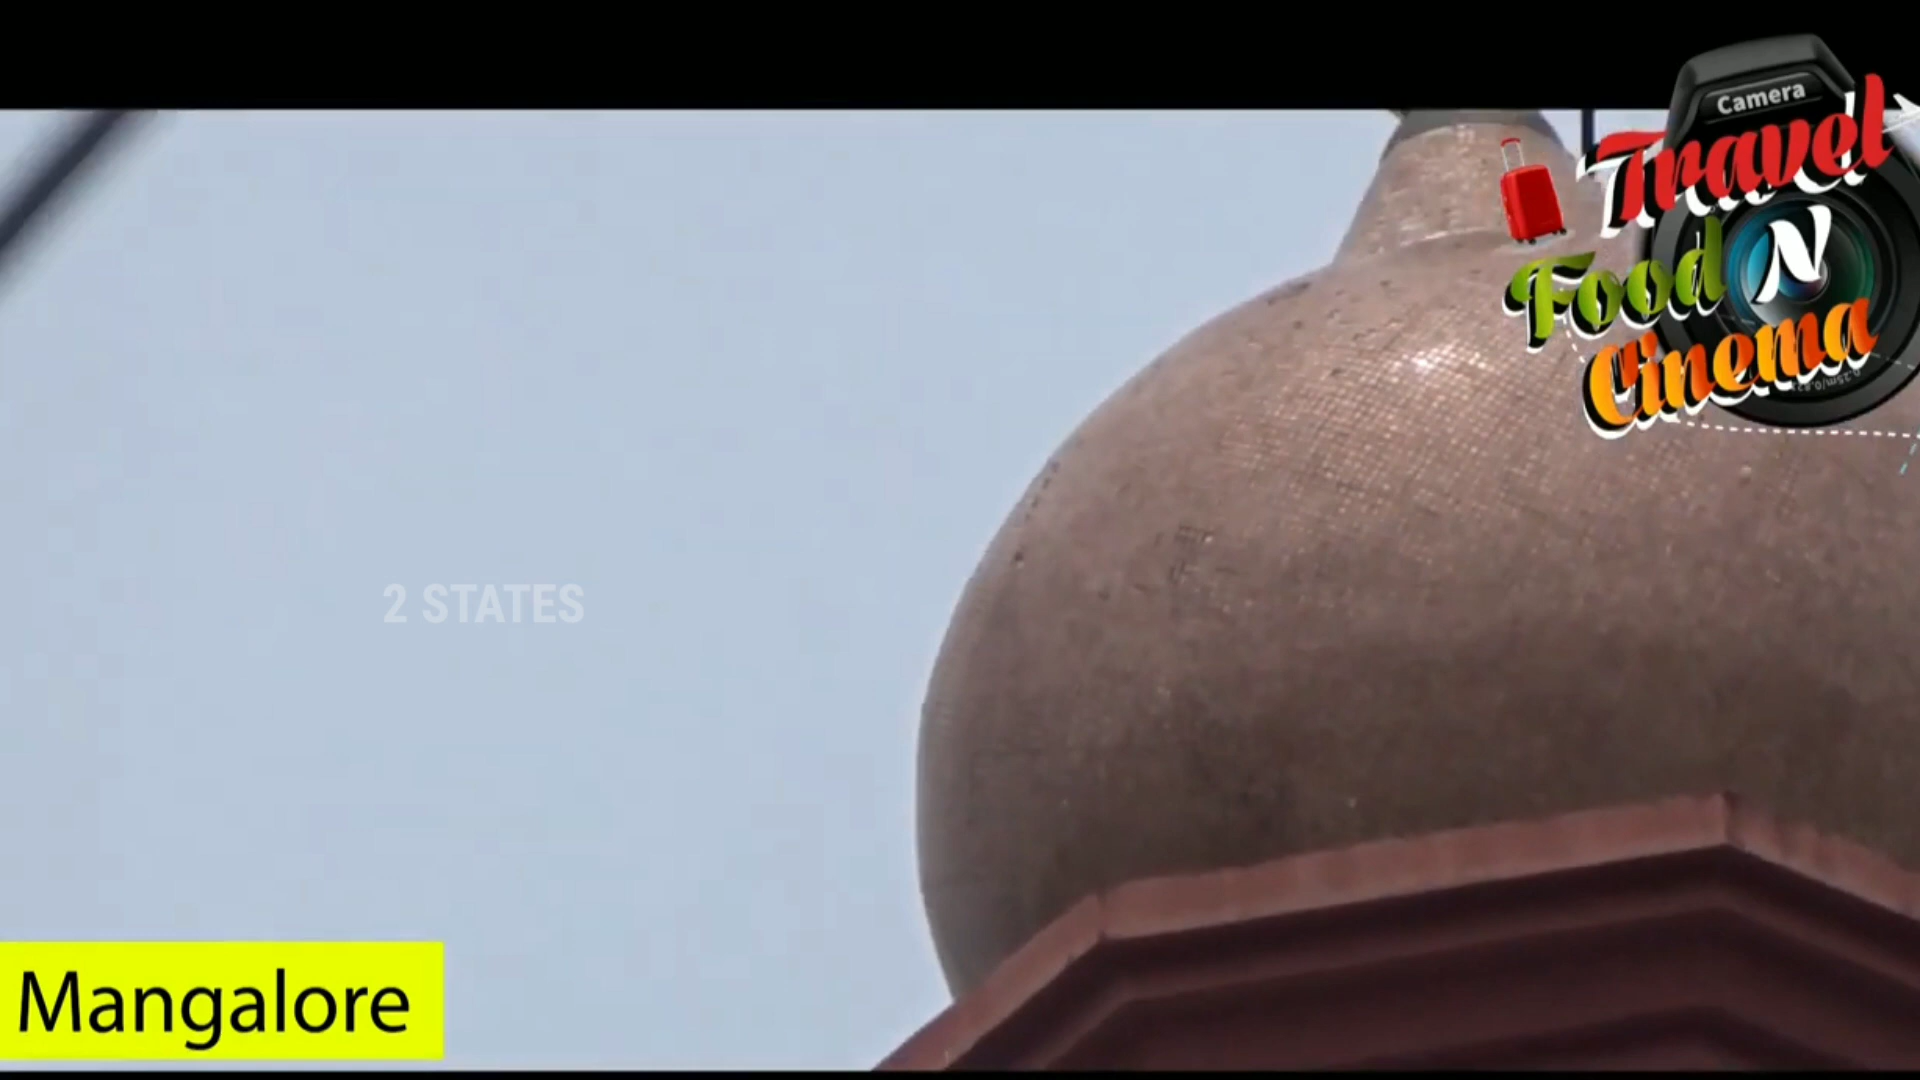 Camera
Travel
Food N
Cinema
2 STATES
Mangalore